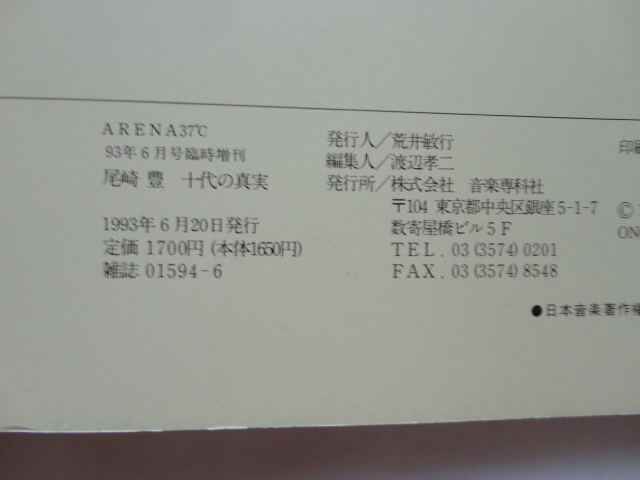 ARENA37℃
93年6月号臨時増刊
尾崎 豊 十代の真実
1993年6月20日発行
定価 1700円(本体1650円)
雑誌 01594-6
発行人/荒井敏行
編集人/渡辺孝二
発行所/株式会社 音楽専科社
〒104 東京都中央区銀座5-1-7
数寄屋橋ビル5F
TEL. 03(3574)0201
FAX. 03(3574)8548
印刷
©
ON
●日本音楽著作権